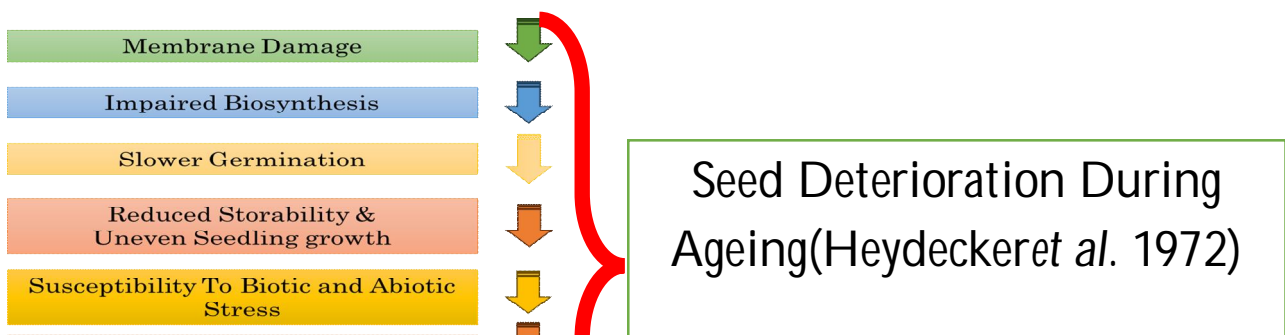 Membrane Damage
Impaired Biosynthesis
Slower Germination
Reduced Storability &
Uneven Seedling growth
Susceptibility To Biotic and Abiotic
Stress
Seed Deterioration During
Ageing(Heydeckeret al. 1972)